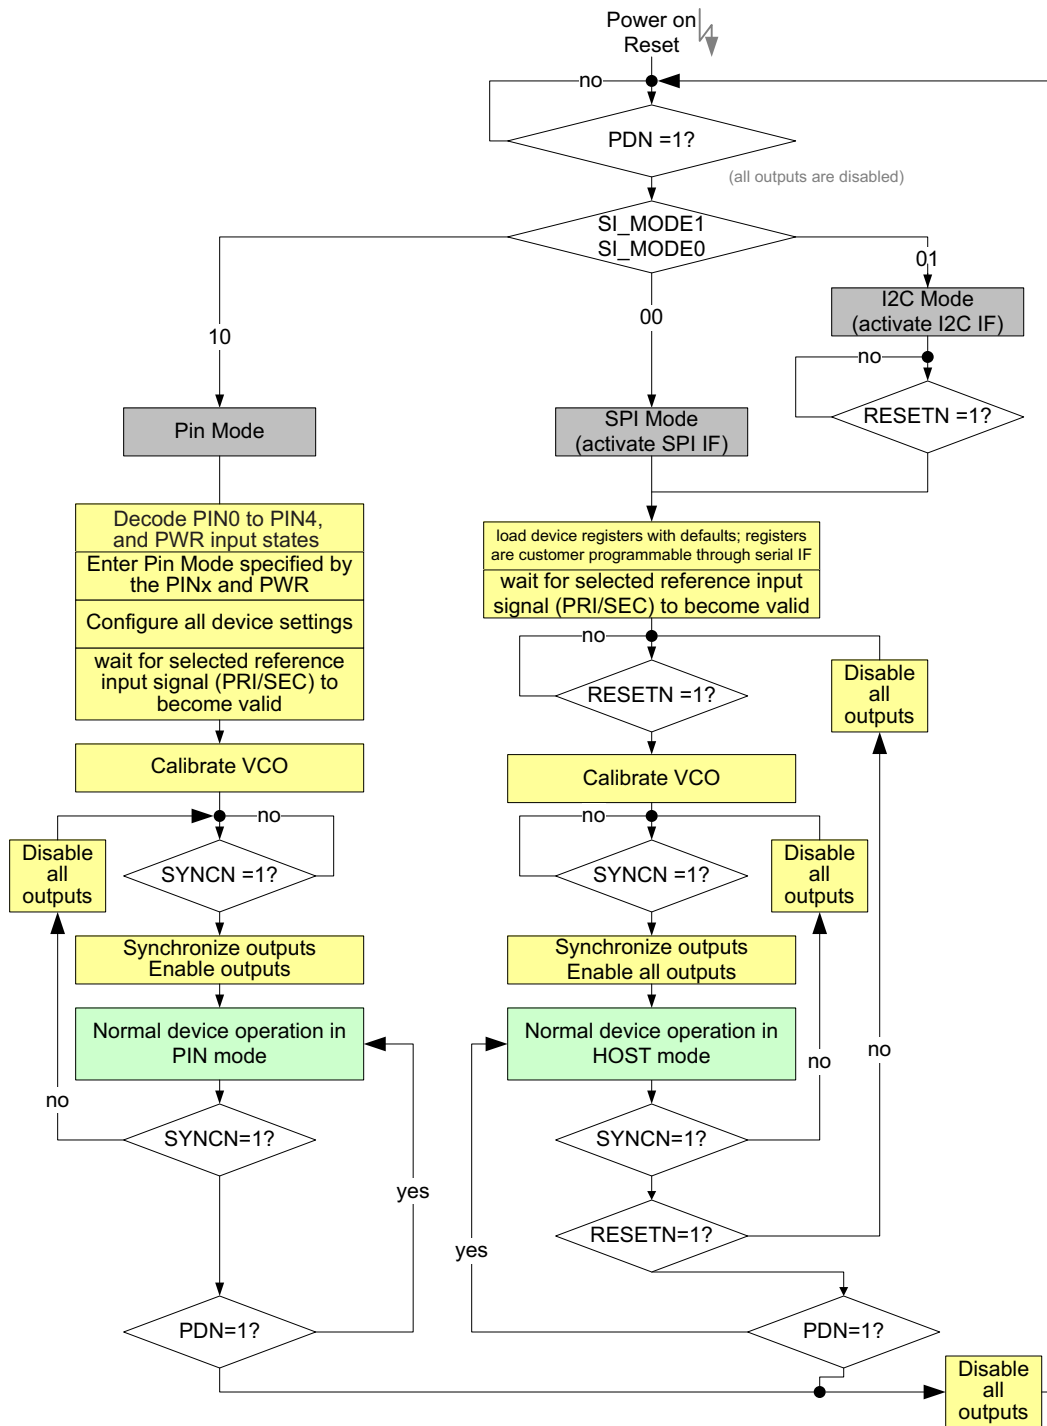 Power on
Reset
no
PDN =1?
(all outputs are disabled)
SI_MODE1
SI_MODE0
01
I2C Mode
(activate I2C IF)
10
00
no
RESETN =1?
Pin Mode
SPI Mode
(activate SPI IF)
Decode PIN0 to PIN4,
and PWR input states
Enter Pin Mode specified by
the PINx and PWR
Configure all device settings
wait for selected reference
input signal (PRI/SEC) to
become valid
load device registers with defaults; registers
are customer programmable through serial IF
wait for selected reference input
signal (PRI/SEC) to become valid
no
RESETN =1?
Disable
all
outputs
Calibrate VCO
Calibrate VCO
no
no
Disable
all
outputs
SYNCN =1?
SYNCN =1?
Disable
all
outputs
Synchronize outputs
Enable outputs
Synchronize outputs
Enable all outputs
Normal device operation in
PIN mode
Normal device operation in
HOST mode
no
no
no
SYNCN=1?
SYNCN=1?
yes
RESETN=1?
yes
PDN=1?
PDN=1?
Disable
all
outputs